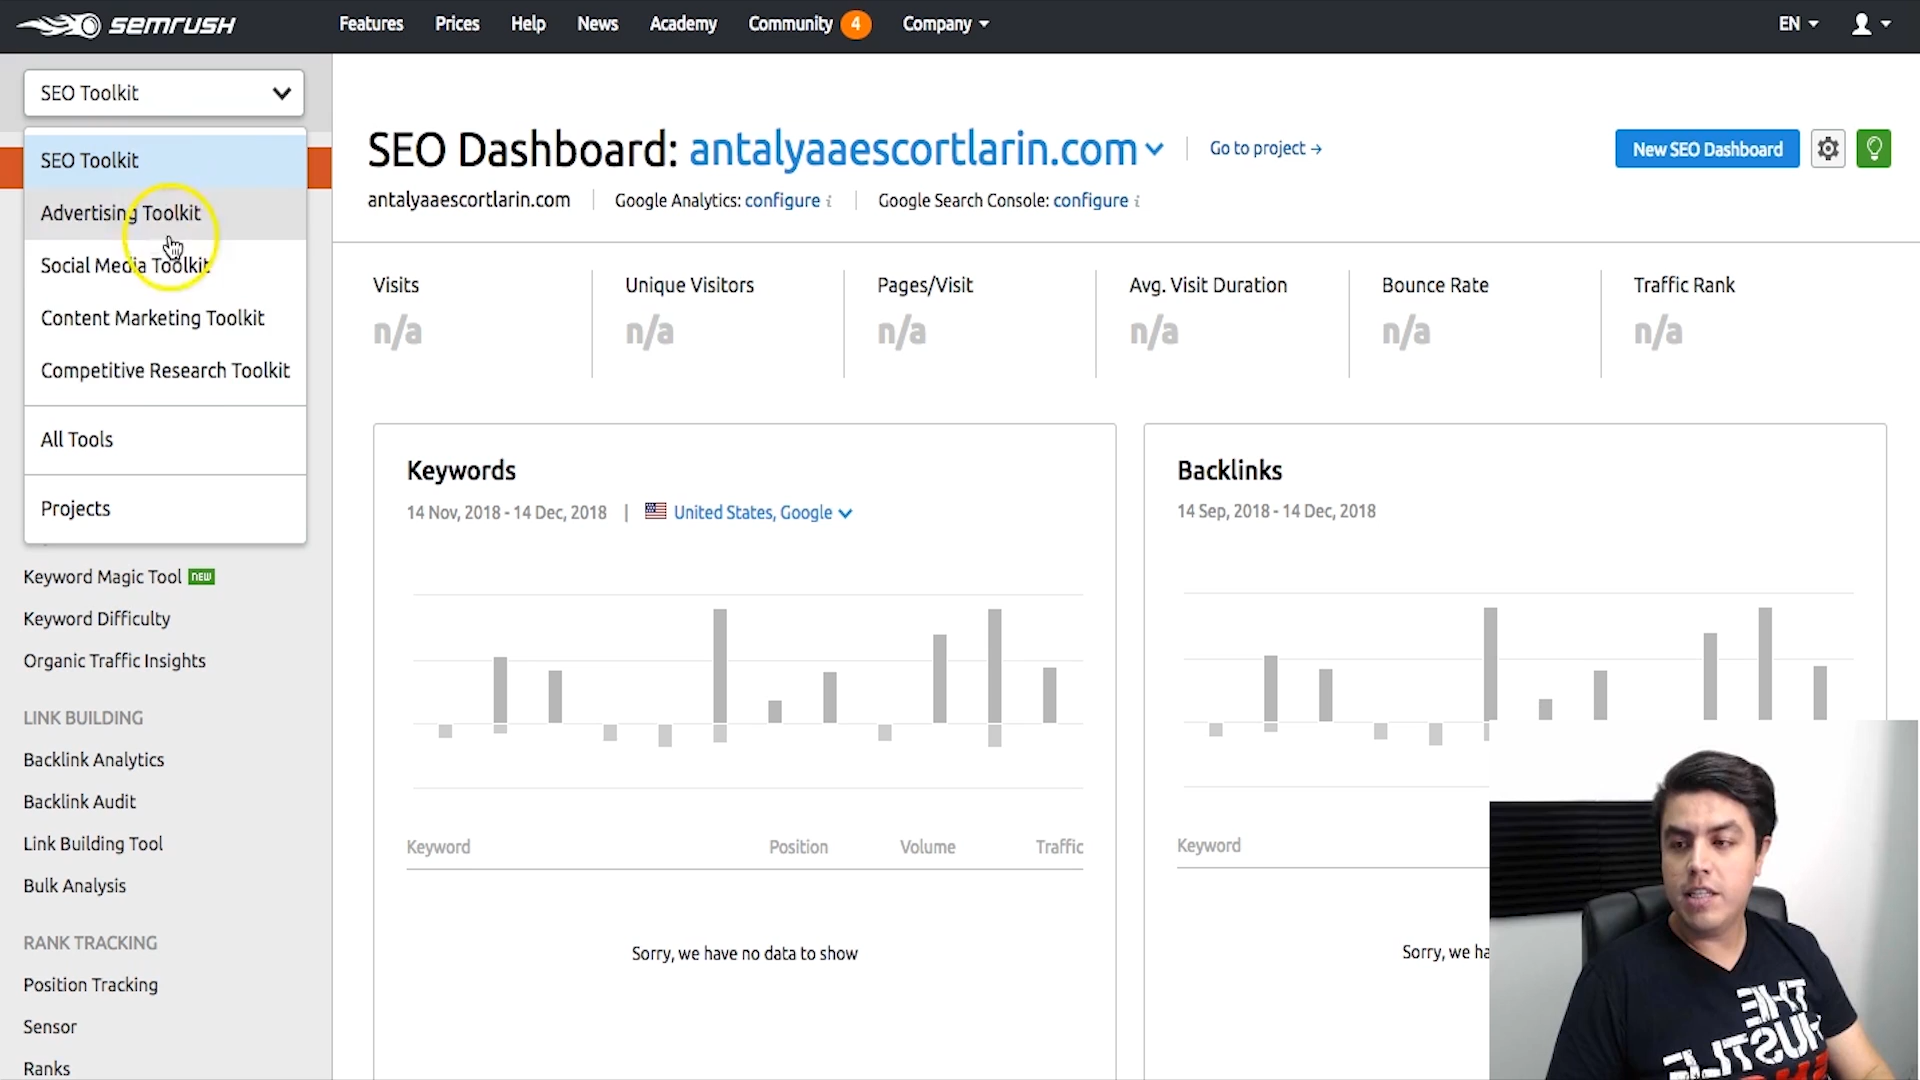 SEMRUSH
Features
Prices
Help
News
Academy
Community 4
Company
EN
SEO Toolkit
SEO Toolkit
Advertising Toolkit
Social Media Toolkit
Content Marketing Toolkit
Competitive Research Toolkit
All Tools
Projects
Keyword Magic Tool NEW
Keyword Difficulty
Organic Traffic Insights
LINK BUILDING
Backlink Analytics
Backlink Audit
Link Building Tool
Bulk Analysis
RANK TRACKING
Position Tracking
Sensor
Ranks
SEO Dashboard: antalyaaescortlarin.com
Go to project →
New SEO Dashboard
antalyaaescortlarin.com
Google Analytics: configure i
Google Search Console: configure i
Visits
n/a
Unique Visitors
n/a
Pages/Visit
n/a
Avg. Visit Duration
n/a
Bounce Rate
n/a
Traffic Rank
n/a
Keywords
14 Nov, 2018 - 14 Dec, 2018 | United States, Google
Keyword Position Volume Traffic
Sorry, we have no data to show
Backlinks
14 Sep, 2018 - 14 Dec, 2018
Keyword
Sorry, we ha
THE
HUSTLE